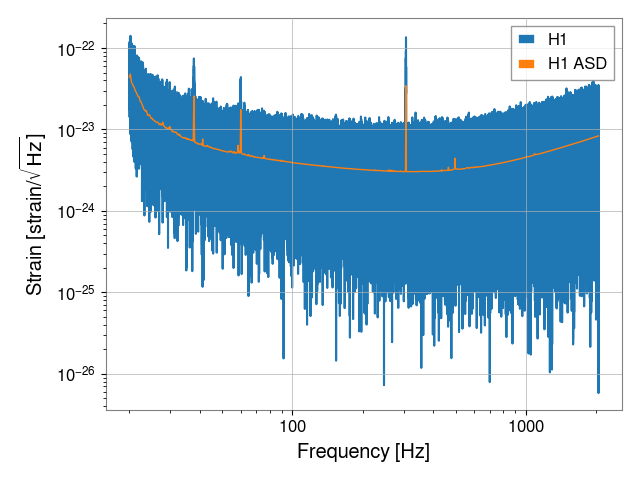 H1
H1 ASD
Strain [strain/√Hz]
10⁻²²
10⁻²³
10⁻²⁴
10⁻²⁵
10⁻²⁶
100
1000
Frequency [Hz]